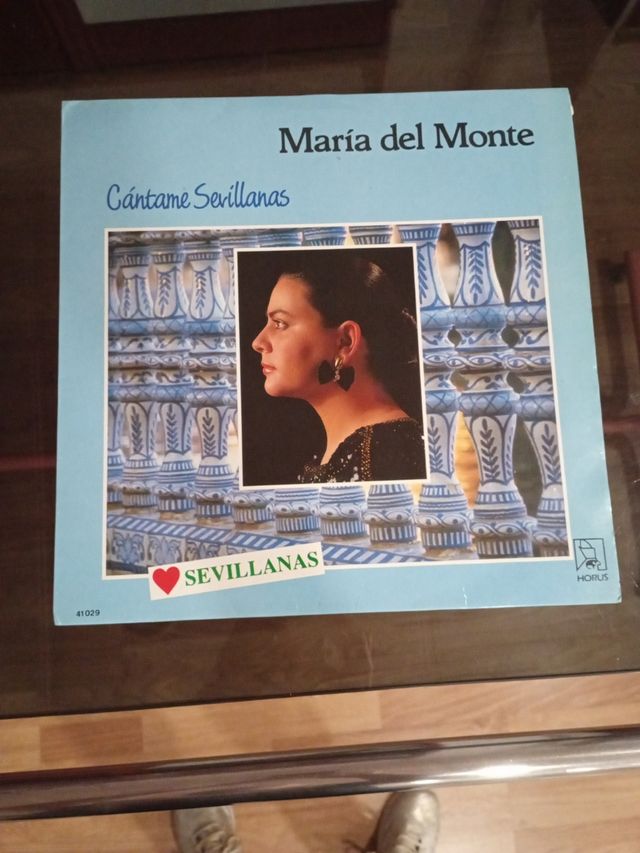 María del Monte
Cántame Sevillanas
SEVILLANAS
HORUS
41029